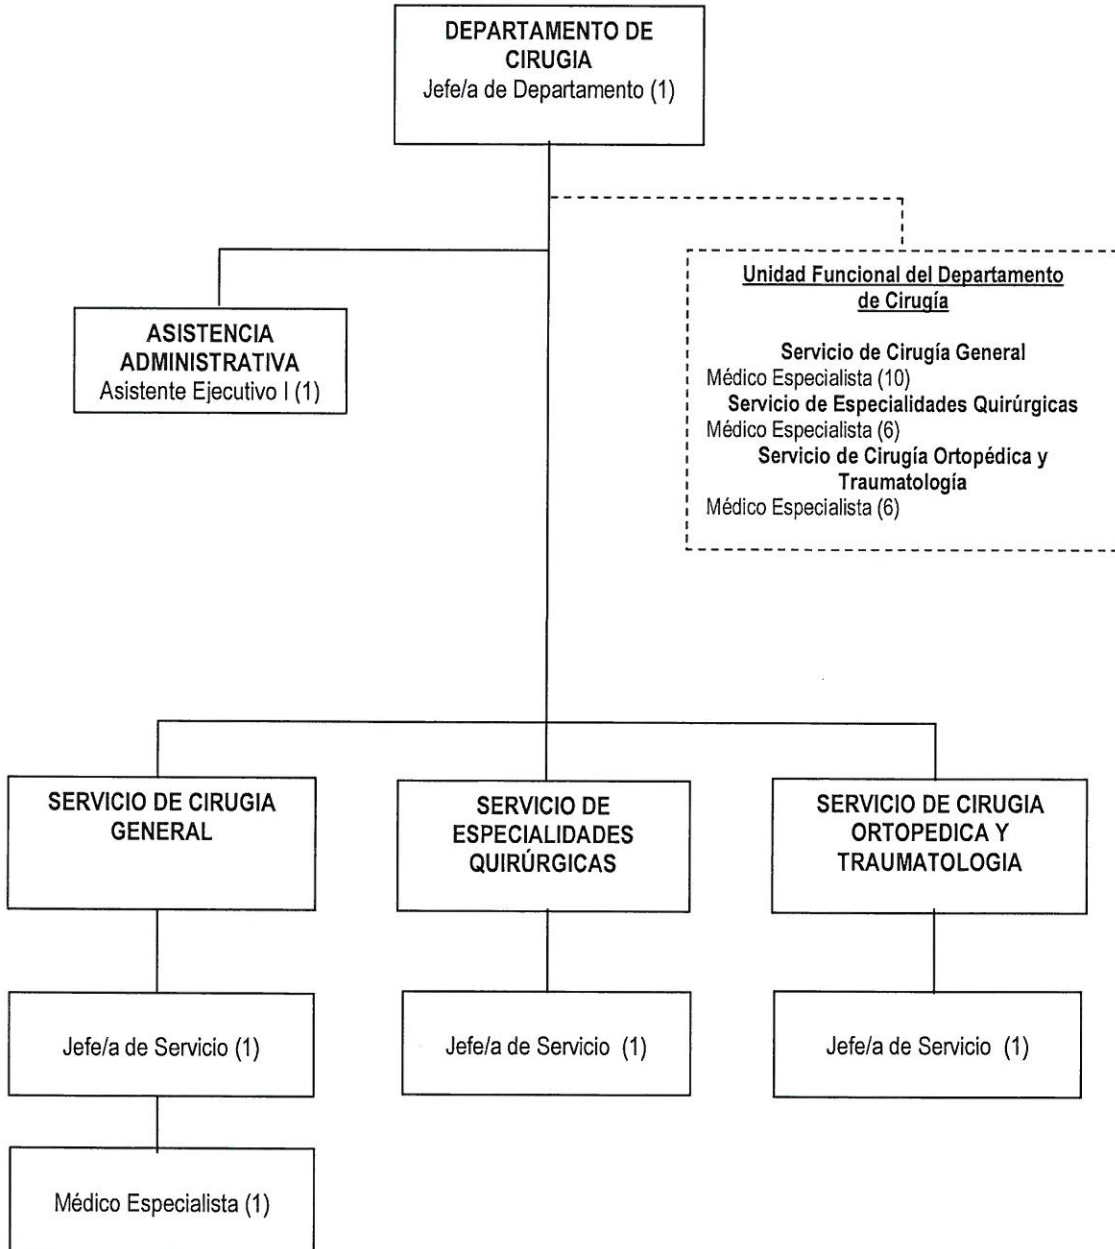 DEPARTAMENTO DE
CIRUGIA
Jefe/a de Departamento (1)
Unidad Funcional del Departamento
de Cirugía
Servicio de Cirugía General
Médico Especialista (10)
Servicio de Especialidades Quirúrgicas
Médico Especialista (6)
Servicio de Cirugía Ortopédica y
Traumatología
Médico Especialista (6)
ASISTENCIA
ADMINISTRATIVA
Asistente Ejecutivo I (1)
SERVICIO DE CIRUGIA
GENERAL
SERVICIO DE
ESPECIALIDADES
QUIRÚRGICAS
SERVICIO DE CIRUGIA
ORTOPEDICA Y
TRAUMATOLOGIA
Jefe/a de Servicio (1)
Jefe/a de Servicio (1)
Jefe/a de Servicio (1)
Médico Especialista (1)